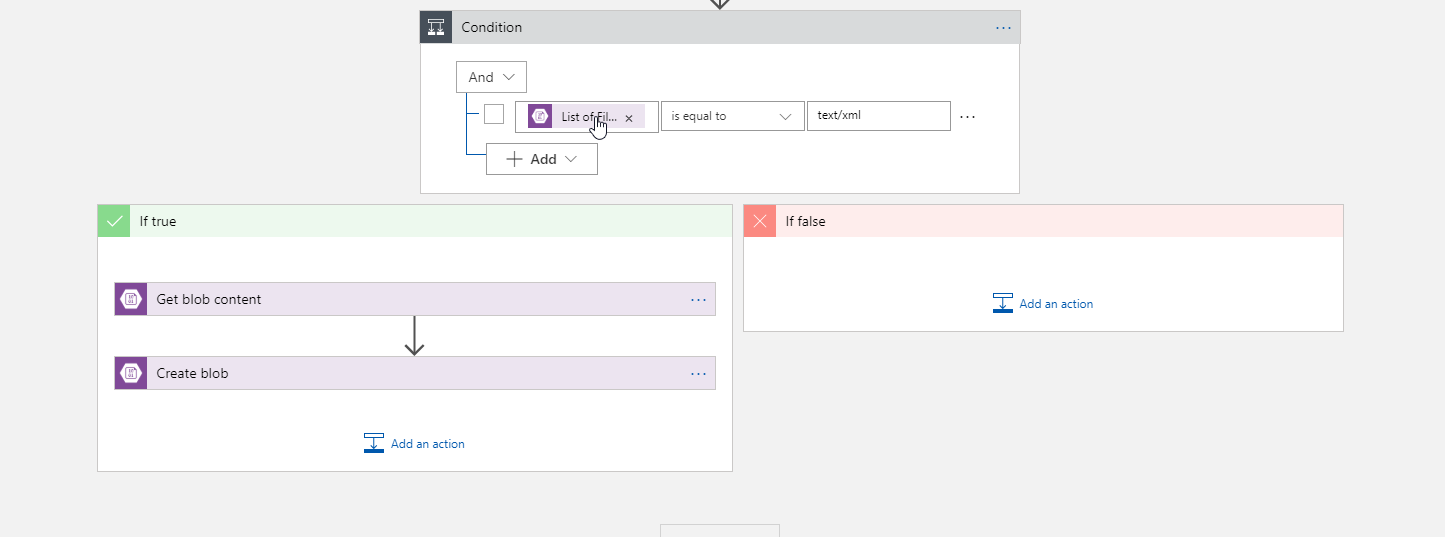 Condition
And
List of Fil... is equal to text/xml
Add
If true
If false
Get blob content
Add an action
Create blob
Add an action